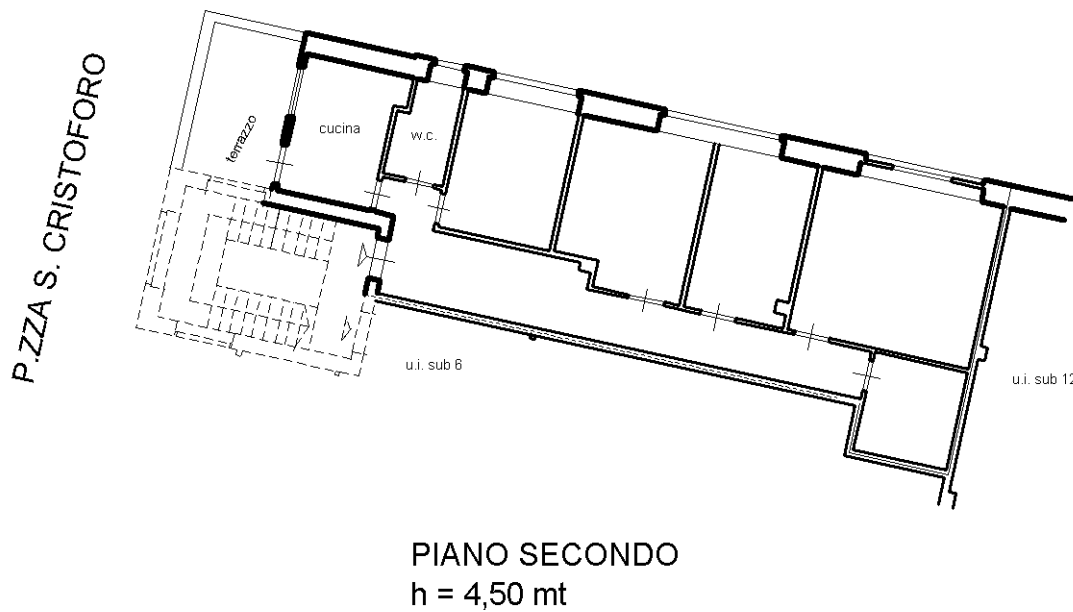 P.ZZA S. CRISTOFORO
terrazzo
cucina
w.c.
u.i. sub 6
u.i. sub 12
PIANO SECONDO
h = 4,50 mt